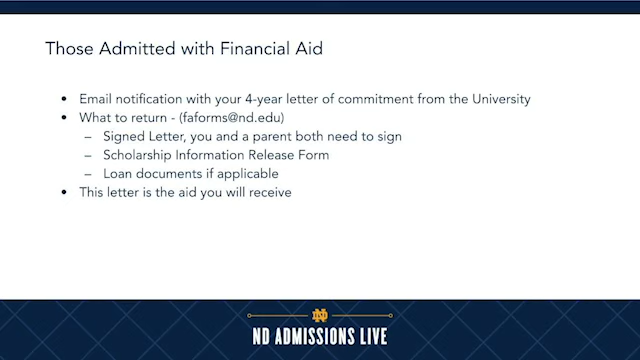 Those Admitted with Financial Aid
• Email notification with your 4-year letter of commitment from the University
• What to return - (faforms@nd.edu)
– Signed Letter, you and a parent both need to sign
– Scholarship Information Release Form
– Loan documents if applicable
• This letter is the aid you will receive
ND
ND ADMISSIONS LIVE